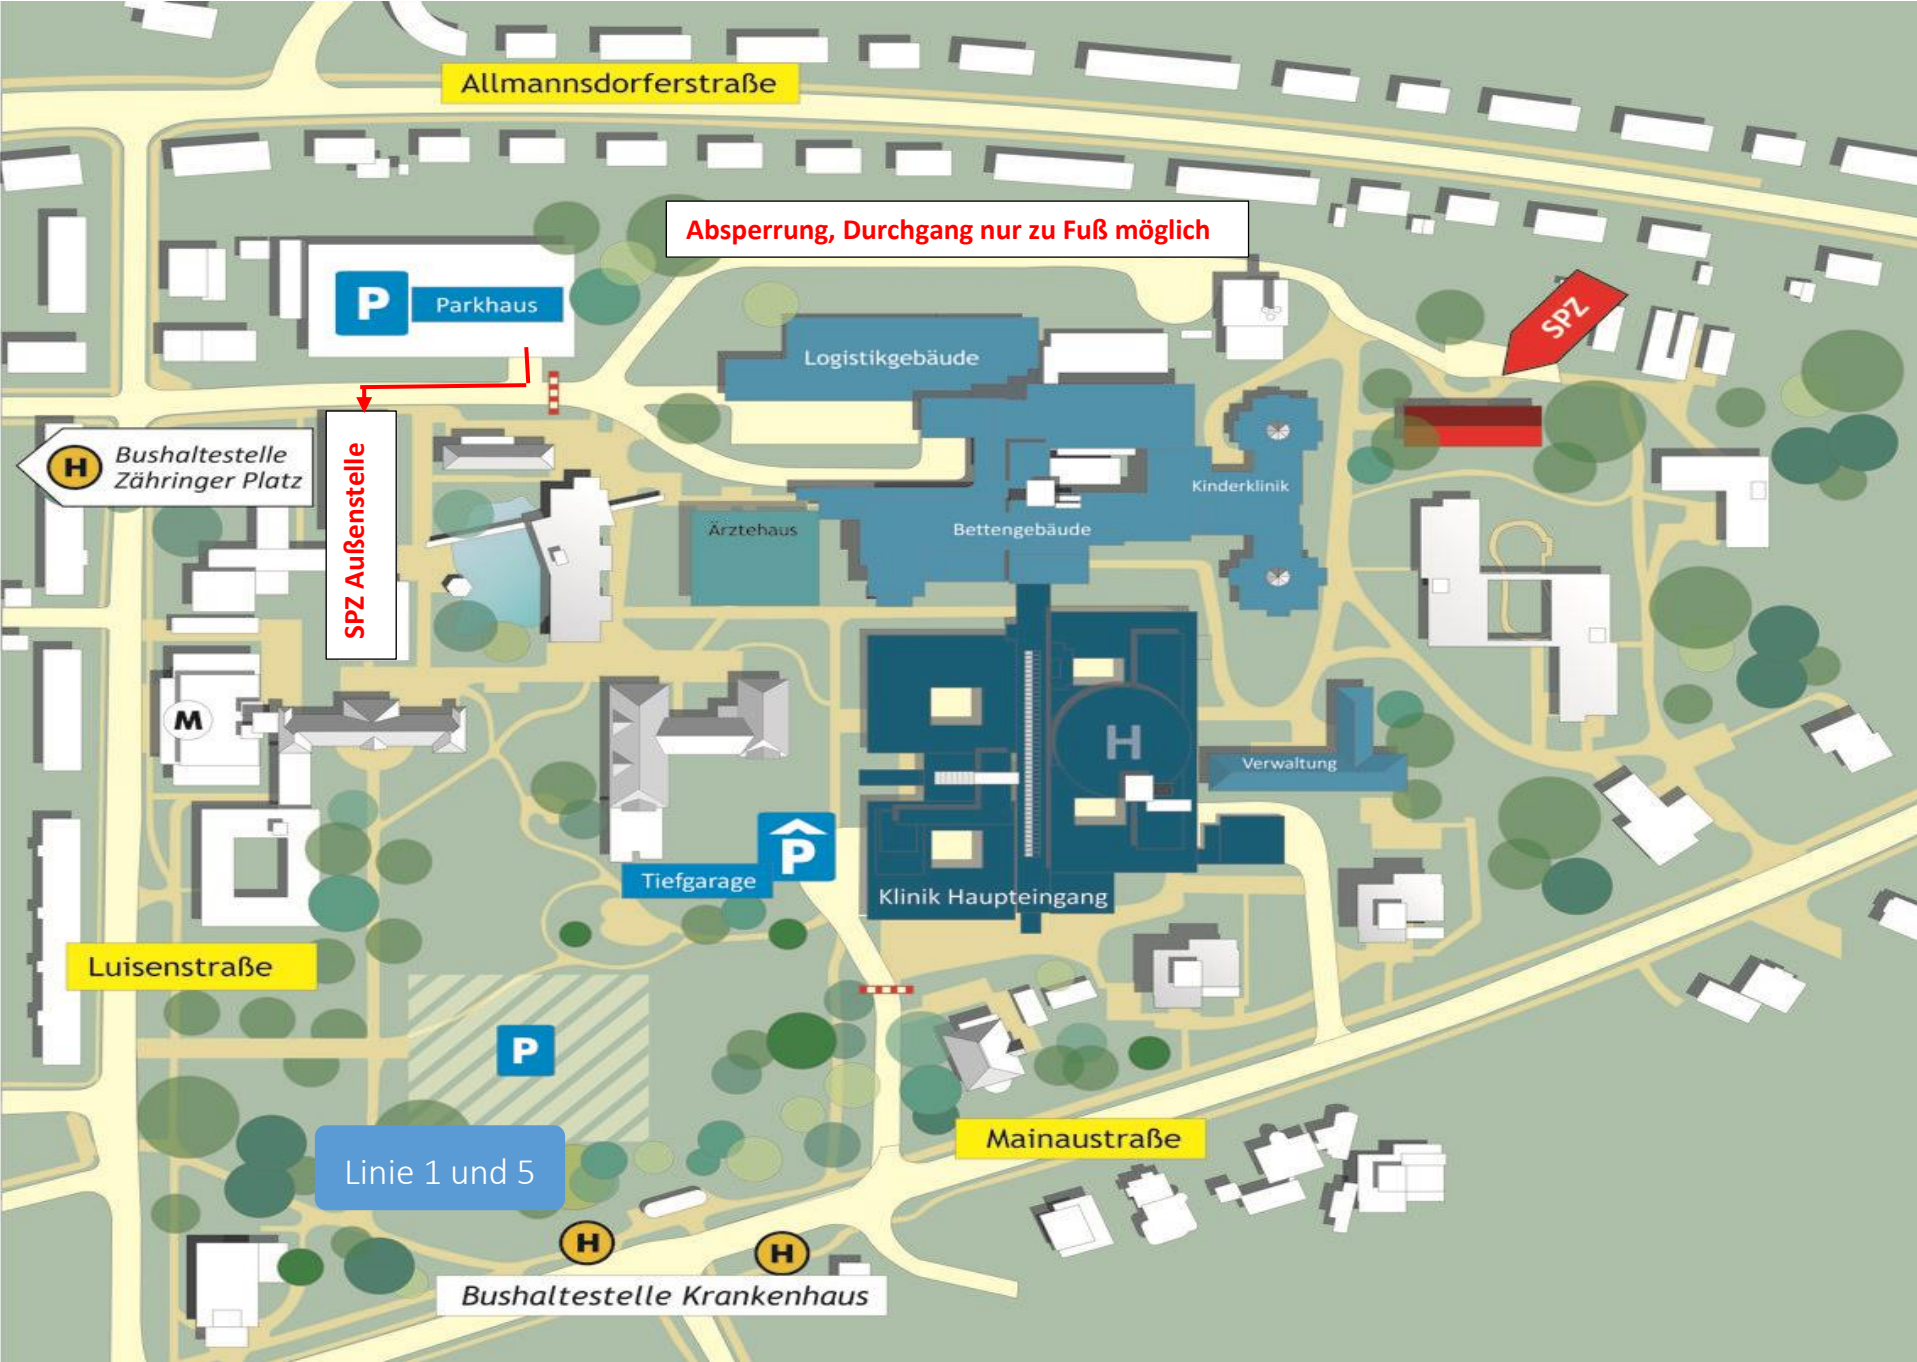 Allmannsdorferstraße
Absperrung, Durchgang nur zu Fuß möglich
SPZ
P
Parkhaus
Logistikgebäude
H
Bushaltestelle
Zähringer Platz
SPZ Außenstelle
Kinderklinik
Ärztehaus
Bettengebäude
M
H
Verwaltung
P
Tiefgarage
Klinik Haupteingang
Luisenstraße
P
Mainaustraße
Linie 1 und 5
H
H
Bushaltestelle Krankenhaus